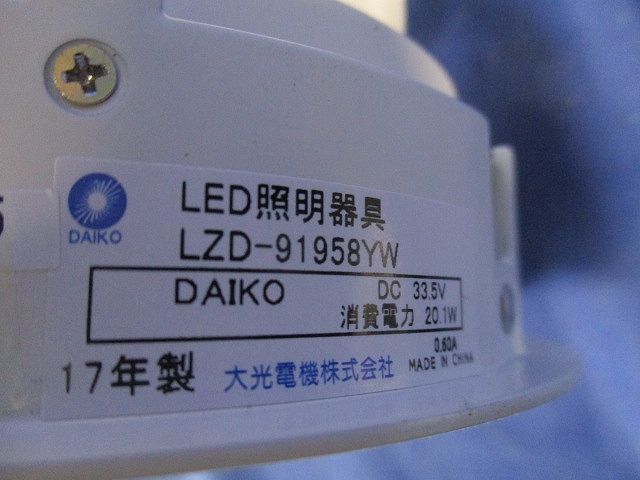 LED照明器具
DAIKO
LZD-91958YW
DAIKO DC 33.5V
消費電力 20.1W
0.60A
17年製 大光電機株式会社 MADE IN CHINA